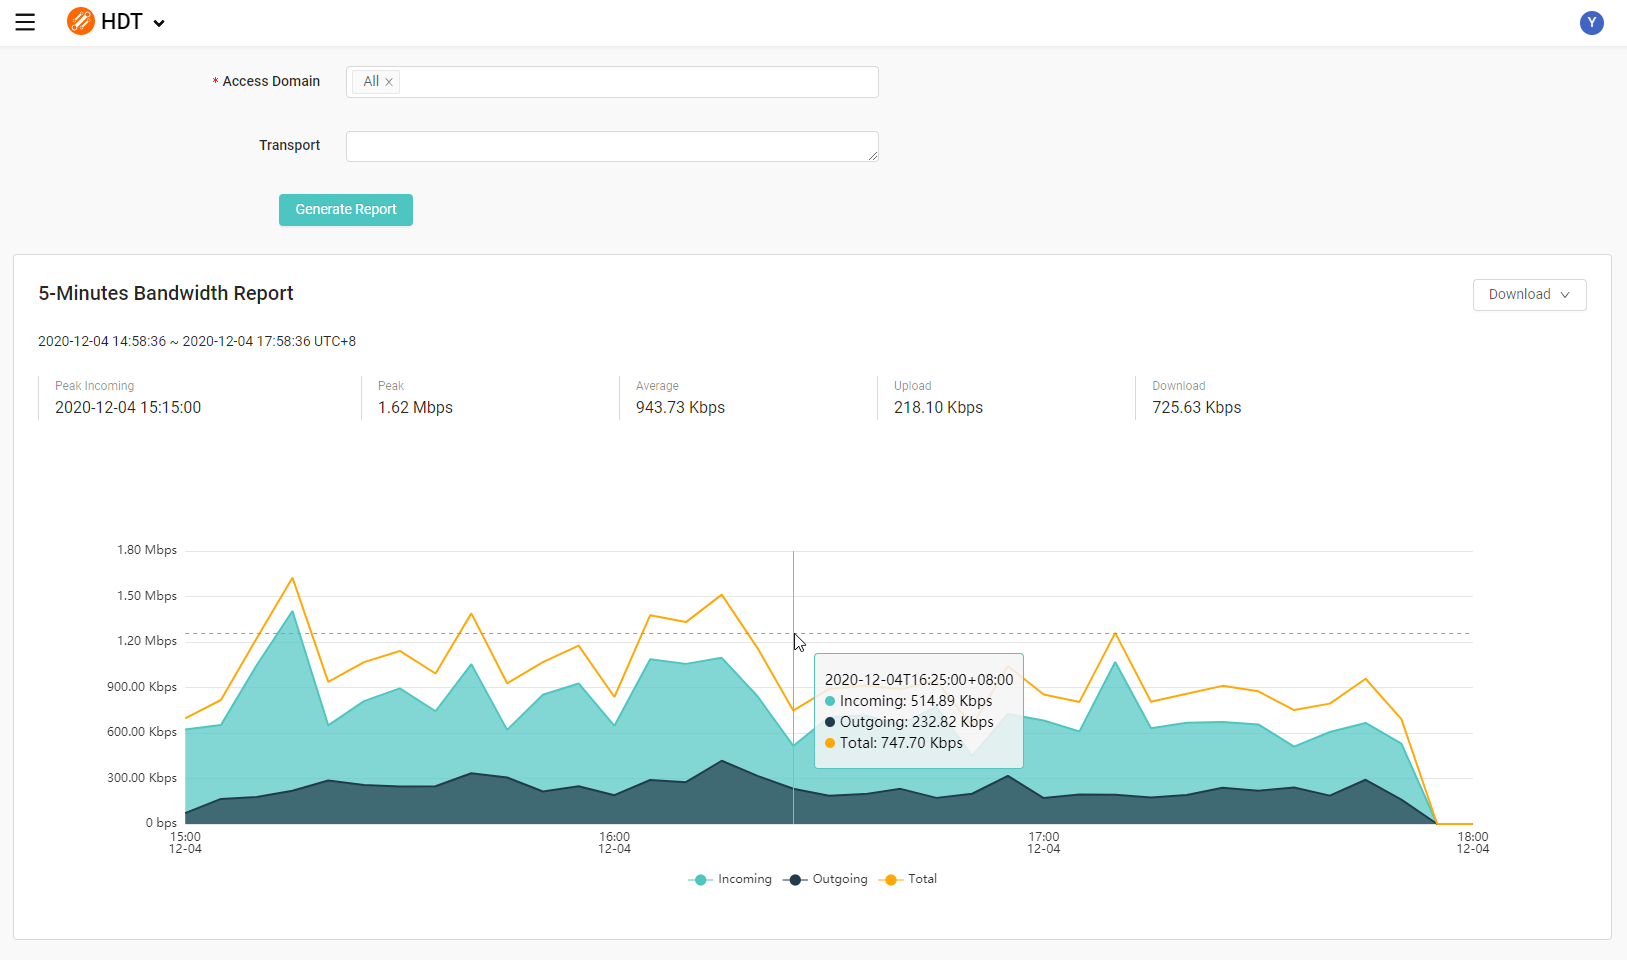 HDT
Y
* Access Domain
All ×
Transport
Generate Report
5-Minutes Bandwidth Report
Download
2020-12-04 14:58:36 ~ 2020-12-04 17:58:36 UTC+8
Peak Incoming
2020-12-04 15:15:00
Peak
1.62 Mbps
Average
943.73 Kbps
Upload
218.10 Kbps
Download
725.63 Kbps
1.80 Mbps
1.50 Mbps
1.20 Mbps
900.00 Kbps
600.00 Kbps
300.00 Kbps
0 bps
2020-12-04T16:25:00+08:00
Incoming: 514.89 Kbps
Outgoing: 232.82 Kbps
Total: 747.70 Kbps
15:00
12-04
16:00
12-04
17:00
12-04
18:00
12-04
Incoming
Outgoing
Total